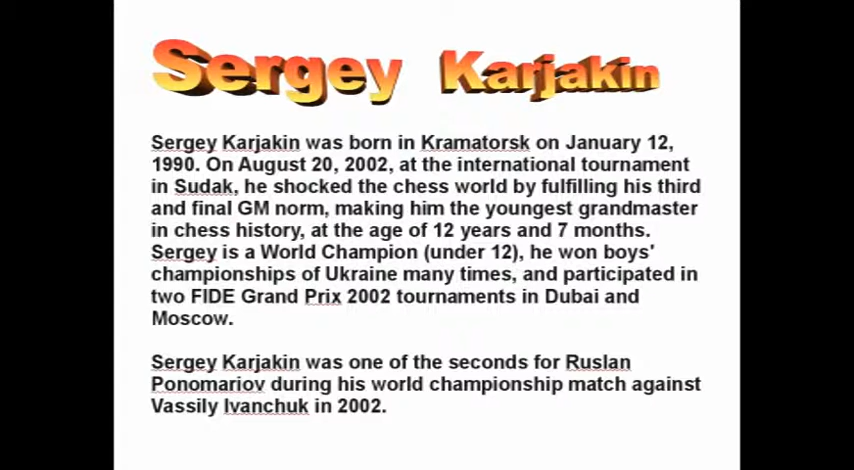 Sergey Karjakin
Sergey Karjakin was born in Kramatorsk on January 12,
1990. On August 20, 2002, at the international tournament
in Sudak, he shocked the chess world by fulfilling his third
and final GM norm, making him the youngest grandmaster
in chess history, at the age of 12 years and 7 months.
Sergey is a World Champion (under 12), he won boys'
championships of Ukraine many times, and participated in
two FIDE Grand Prix 2002 tournaments in Dubai and
Moscow.
Sergey Karjakin was one of the seconds for Ruslan
Ponomariov during his world championship match against
Vassily Ivanchuk in 2002.